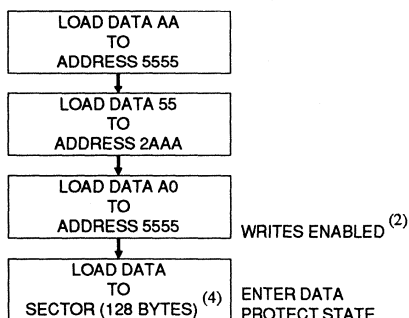 LOAD DATA AA
TO
ADDRESS 5555
LOAD DATA 55
TO
ADDRESS 2AAA
LOAD DATA A0
TO
ADDRESS 5555
WRITES ENABLED (2)
LOAD DATA
TO
SECTOR (128 BYTES) (4)
ENTER DATA
PROTECT STATE